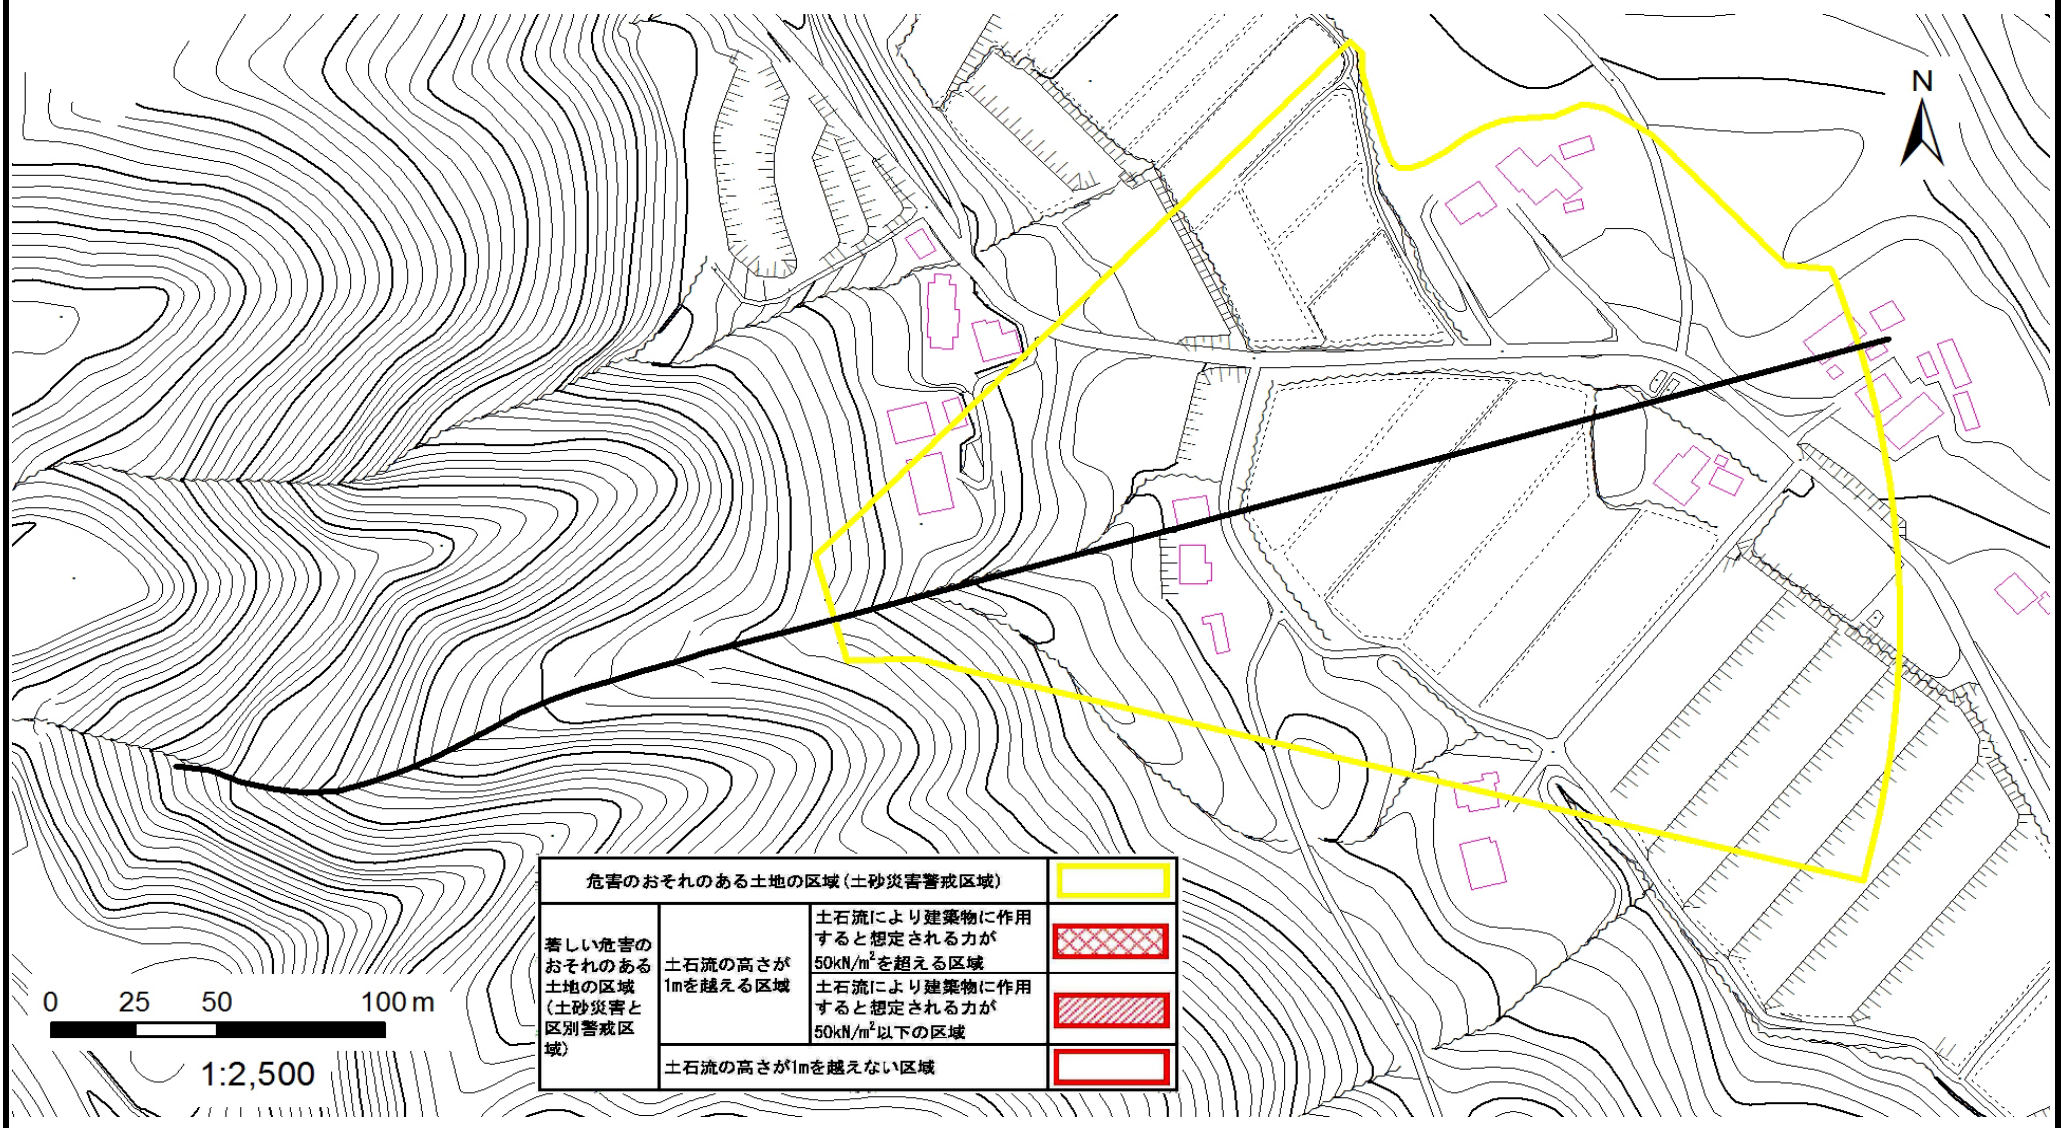 N
危害のおそれのある土地の区域(土砂災害警戒区域)
著しい危害の
おそれのある
土地の区域
(土砂災害と
区別警戒区
域)
土石流の高さが
1mを越える区域
土石流により建築物に作用
すると想定される力が
50kN/m²を超える区域
土石流により建築物に作用
すると想定される力が
50kN/m²以下の区域
土石流の高さが1mを越えない区域
0 25 50 100 m
1:2,500